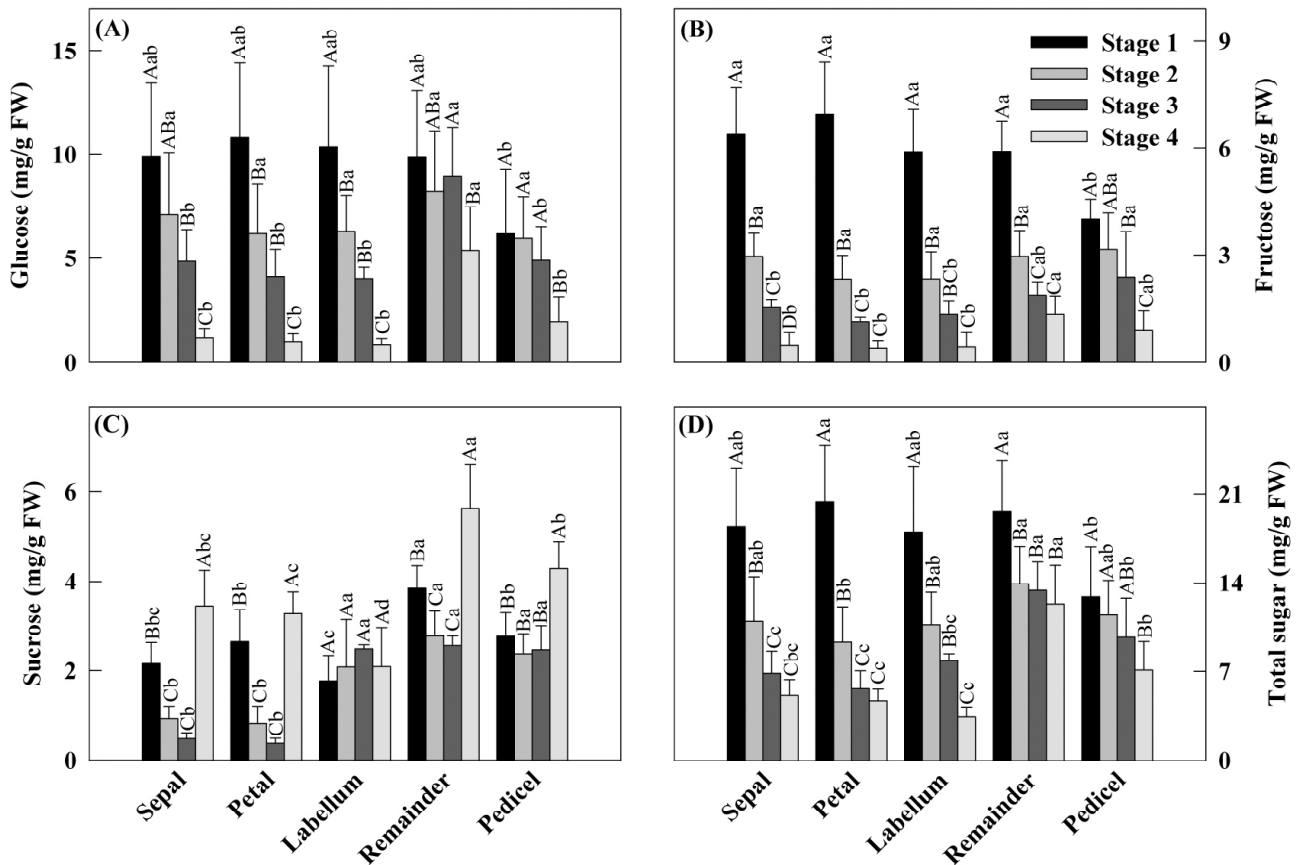 (A)
15
10
5
0
Glucose (mg/g FW)
Aab ABa Bb Cb
Aab Ba Bb Cb
Aab Ba Bb Cb
Aab ABa Aa Ba
Ab Aa Ab Bb
(B)
Stage 1
Stage 2
Stage 3
Stage 4
9
6
3
0
Fructose (mg/g FW)
Aa Ba Cb Db
Aa Ba Cb Cb
Aa Ba BCb Cb
Aa Ba Cab Ca
Ab ABa Ba Cab
(C)
6
4
2
0
Sucrose (mg/g FW)
Bbc Cb Cb Abc
Bb Cb Cb Ac
Ac Aa Aa Ad
Ba Ca Ca Aa
Bb Ba Ba Ab
Sepal
Petal
Labellum
Remainder
Pedicel
(D)
21
14
7
0
Total sugar (mg/g FW)
Aab Bab Cc Cbc
Aa Bb Cc Cc
Aab Bab Bbc Cc
Aa Ba Ba Ba
Ab Aab ABb Bb
Sepal
Petal
Labellum
Remainder
Pedicel